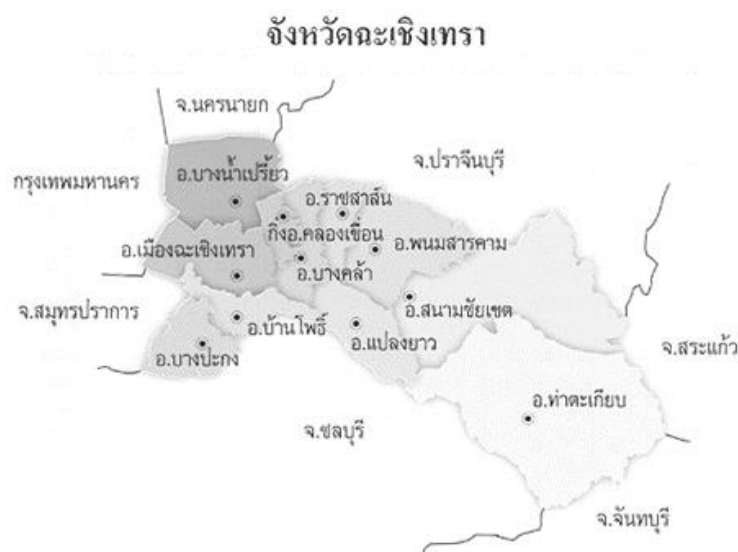 จังหวัดฉะเชิงเทรา
จ.นครนายก
จ.ปราจีนบุรี
กรุงเทพมหานคร
อ.บางน้ำเปรี้ยว
อ.ราชสาส์น
กิ่งอ.คลองเขื่อน
อ.พนมสารคาม
อ.เมืองฉะเชิงเทรา
อ.บางคล้า
จ.สมุทรปราการ
อ.สนามชัยเขต
อ.บ้านโพธิ์
อ.แปลงยาว
จ.สระแก้ว
อ.บางปะกง
อ.ท่าตะเกียบ
จ.ชลบุรี
จ.จันทบุรี